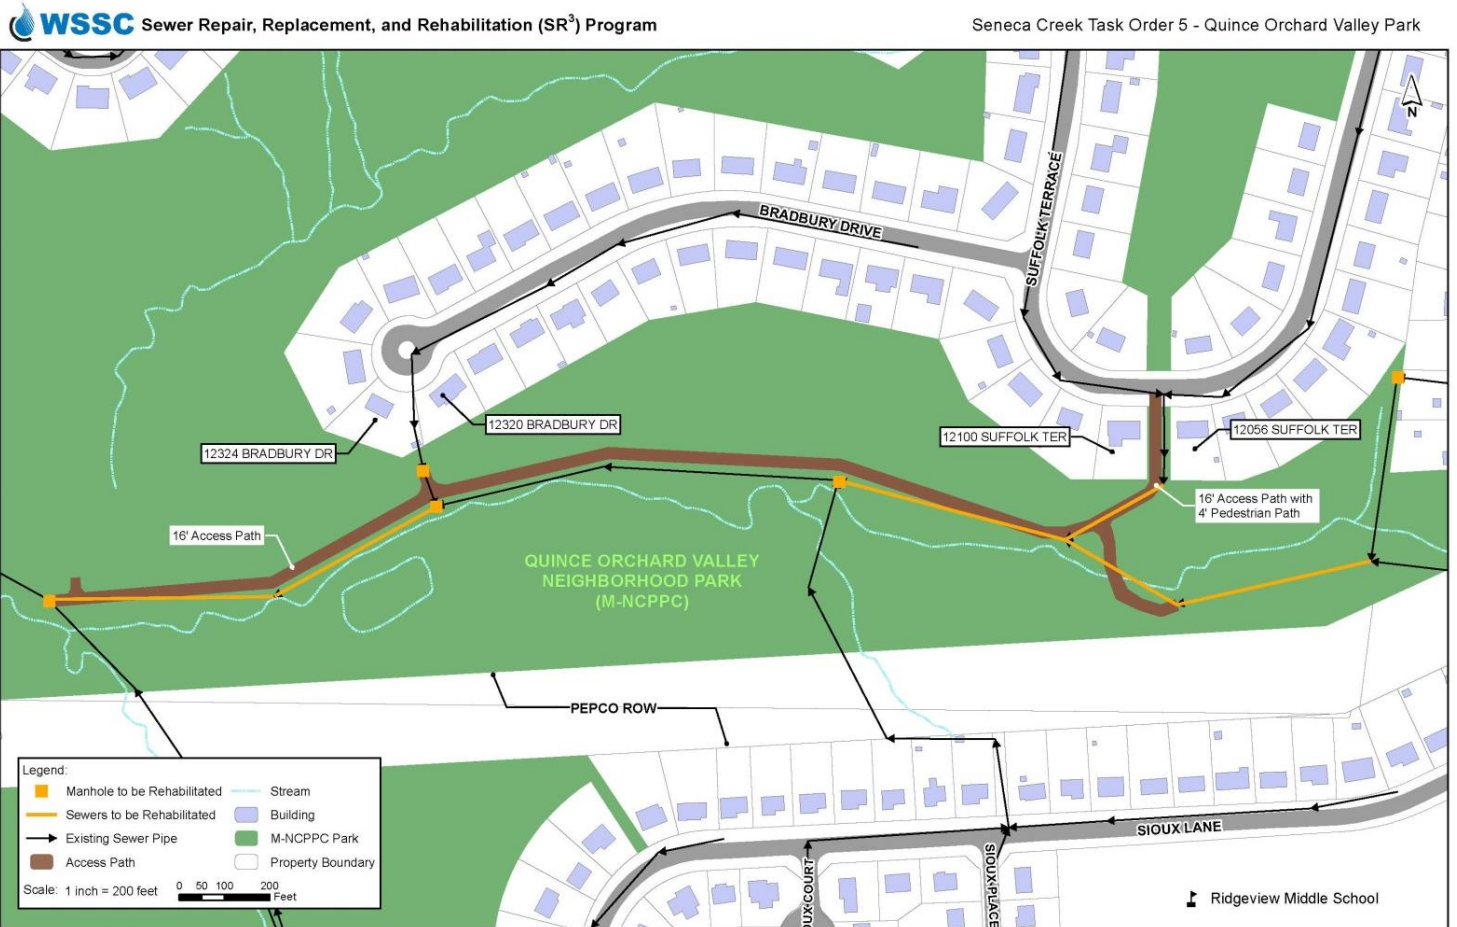 WSSC Sewer Repair, Replacement, and Rehabilitation (SR³) Program
Seneca Creek Task Order 5 - Quince Orchard Valley Park
N
BRADBURY DRIVE
SUFFOLK TERRACE
12320 BRADBURY DR
12324 BRADBURY DR
12100 SUFFOLK TER
12056 SUFFOLK TER
16' Access Path with
4' Pedestrian Path
16' Access Path
QUINCE ORCHARD VALLEY
NEIGHBORHOOD PARK
(M-NCPPC)
PEPCO ROW
SIOUX LANE
OUX COURT
SIOUX PLACE
Ridgeview Middle School
Legend:
Manhole to be Rehabilitated
Sewers to be Rehabilitated
Existing Sewer Pipe
Access Path
Stream
Building
M-NCPPC Park
Property Boundary
Scale: 1 inch = 200 feet
0 50 100 200
Feet